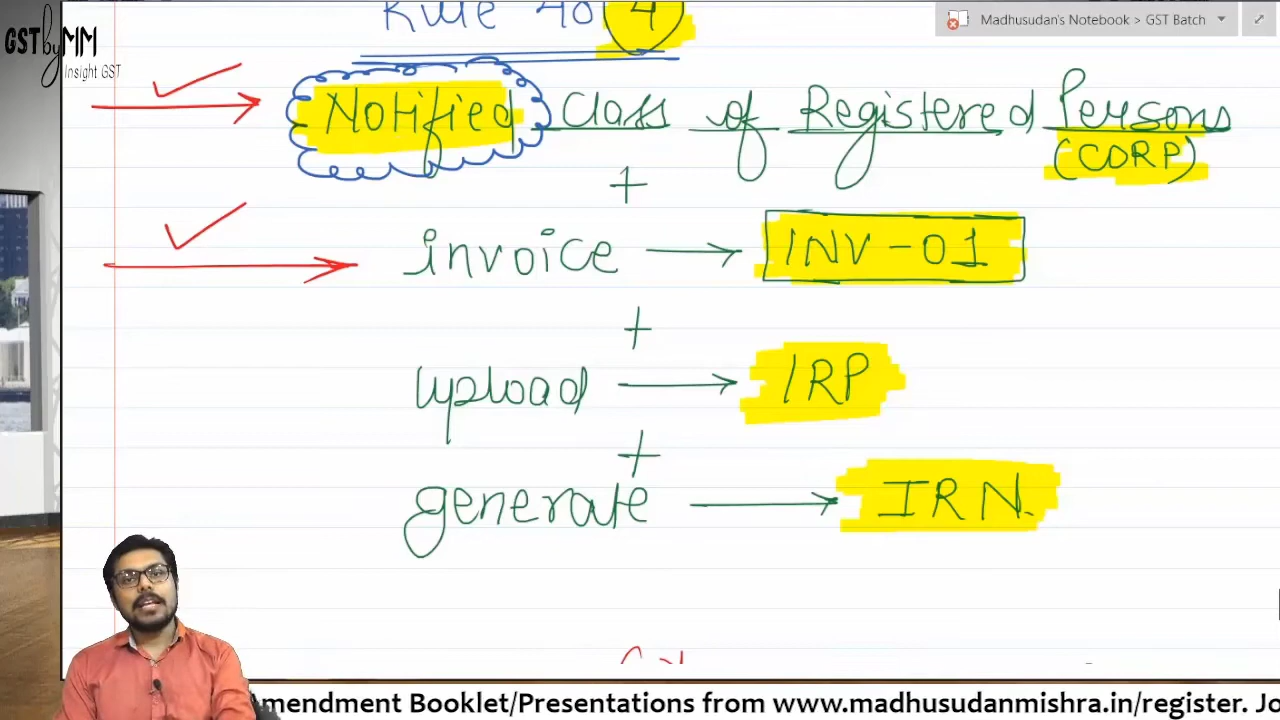 GST by MM
Insight GST
Madhusudan's Notebook > GST Batch
Rule 48 4
Notified Class of Registered Persons
(CORP)
+
invoice → INV-01
+
upload → IRP
+
generate → IRN.
Amendment Booklet/Presentations from www.madhusudanmishra.in/register. Jo